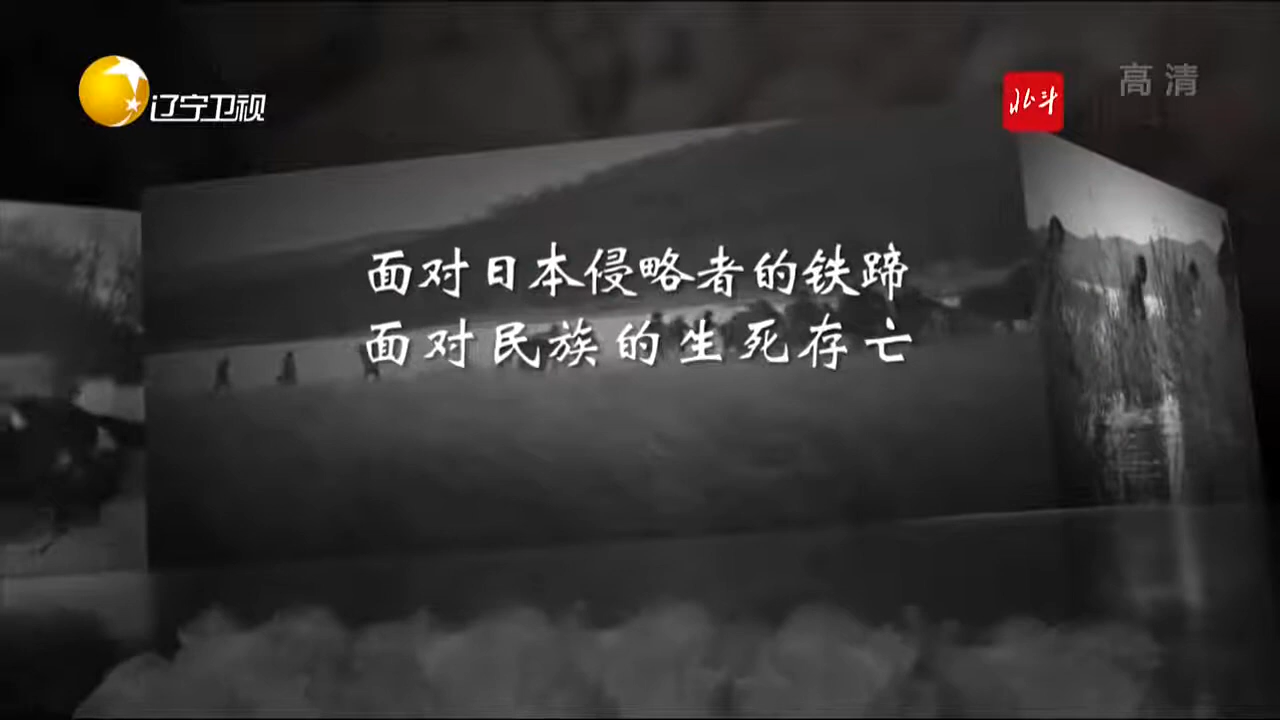 辽宁卫视
北斗
高清
面对日本侵略者的铁蹄
面对民族的生死存亡